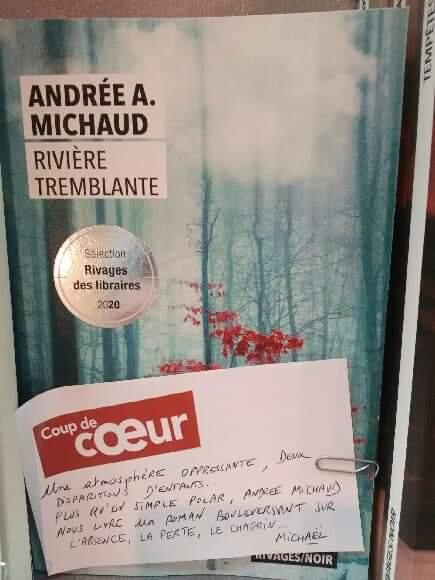 ANDRÉE A.
MICHAUD
RIVIÈRE
TREMBLANTE
Sélection
Rivages
des libraires
2020
Coup de
cœur
Une atmosphère oppressante, Deux
DISPARITIONS D'ENFANTS...
PLUS QU'UN SIMPLE POLAR, ANDREE MICHAUD
NOUS LIVRE UN ROMAN BOULEVERSANT SUR
L'ABSENCE, LA PERTE, LE CHAGRIN...
MICHAËL
RIVAGES/NOIR
TEMPÊTES